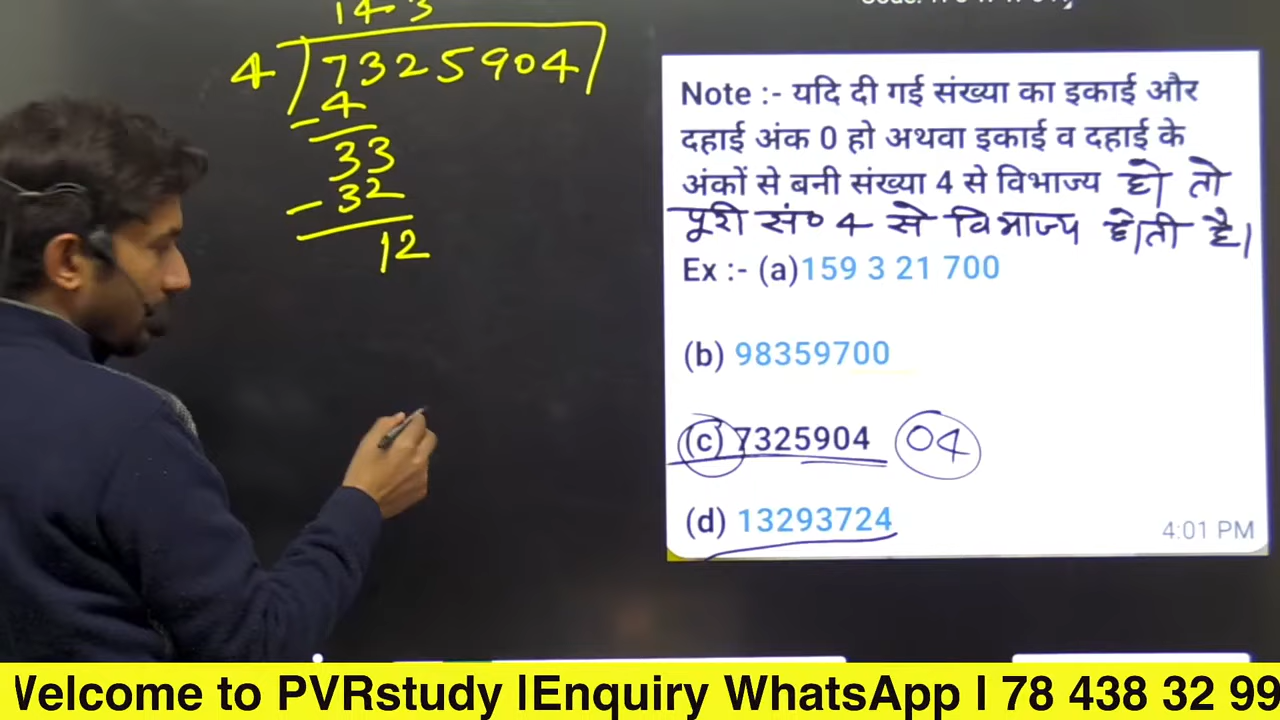 4)7325904
- 4
33
- 32
12
Note :- यदि दी गई संख्या का इकाई और
दहाई अंक 0 हो अथवा इकाई व दहाई के
अंकों से बनी संख्या 4 से विभाज्य हो तो
पूरी सं० 4 से विभाज्य होती है।
Ex :- (a)159 3 21 700
(b) 98359700
(c) 7325904 04
(d) 13293724
4:01 PM
Welcome to PVRstudy |Enquiry WhatsApp | 78 438 32 99